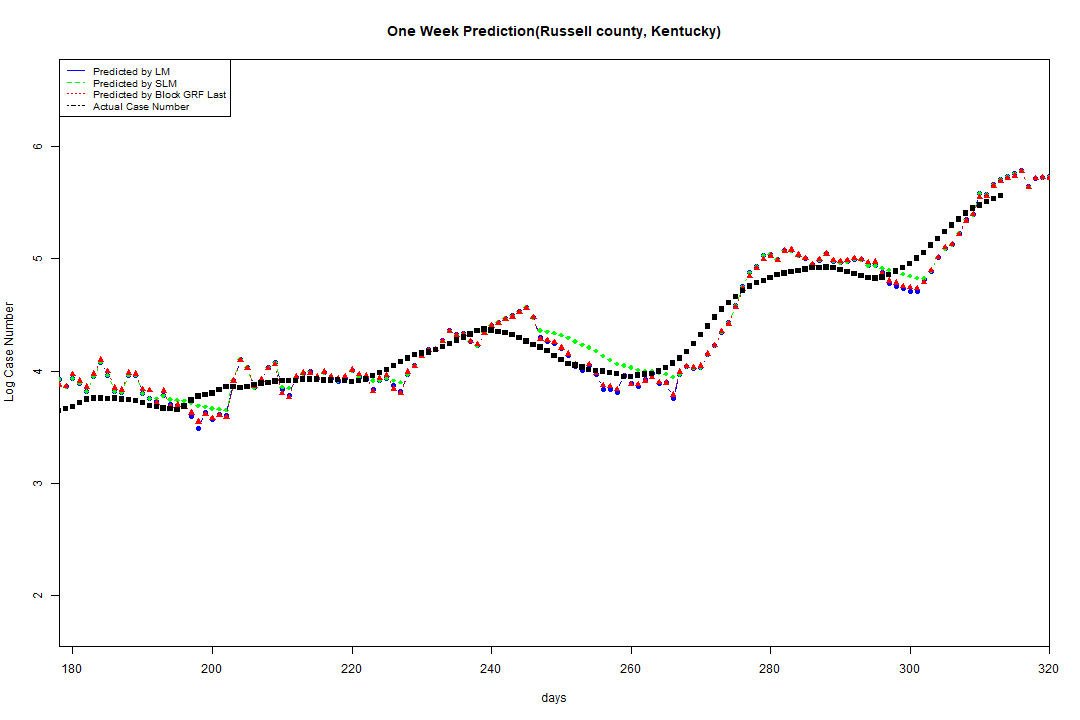 One Week Prediction(Russell county, Kentucky)
Predicted by LM
Predicted by SLM
Predicted by Block GRF Last
Actual Case Number
6
5
4
3
2
Log Case Number
180 200 220 240 260 280 300 320
days